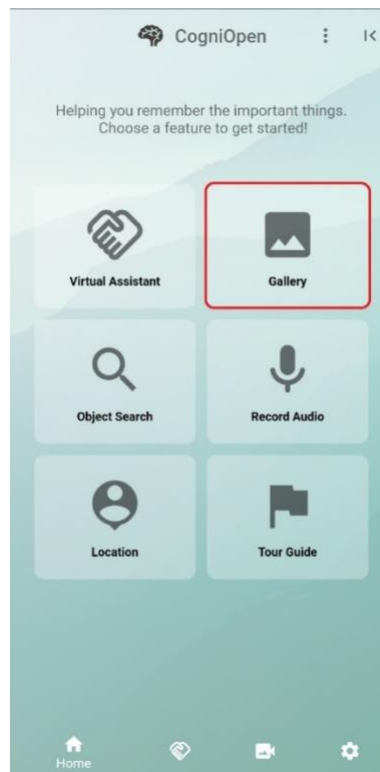 CogniOpen
Helping you remember the important things.
Choose a feature to get started!
Virtual Assistant
Gallery
Object Search
Record Audio
Location
Tour Guide
Home